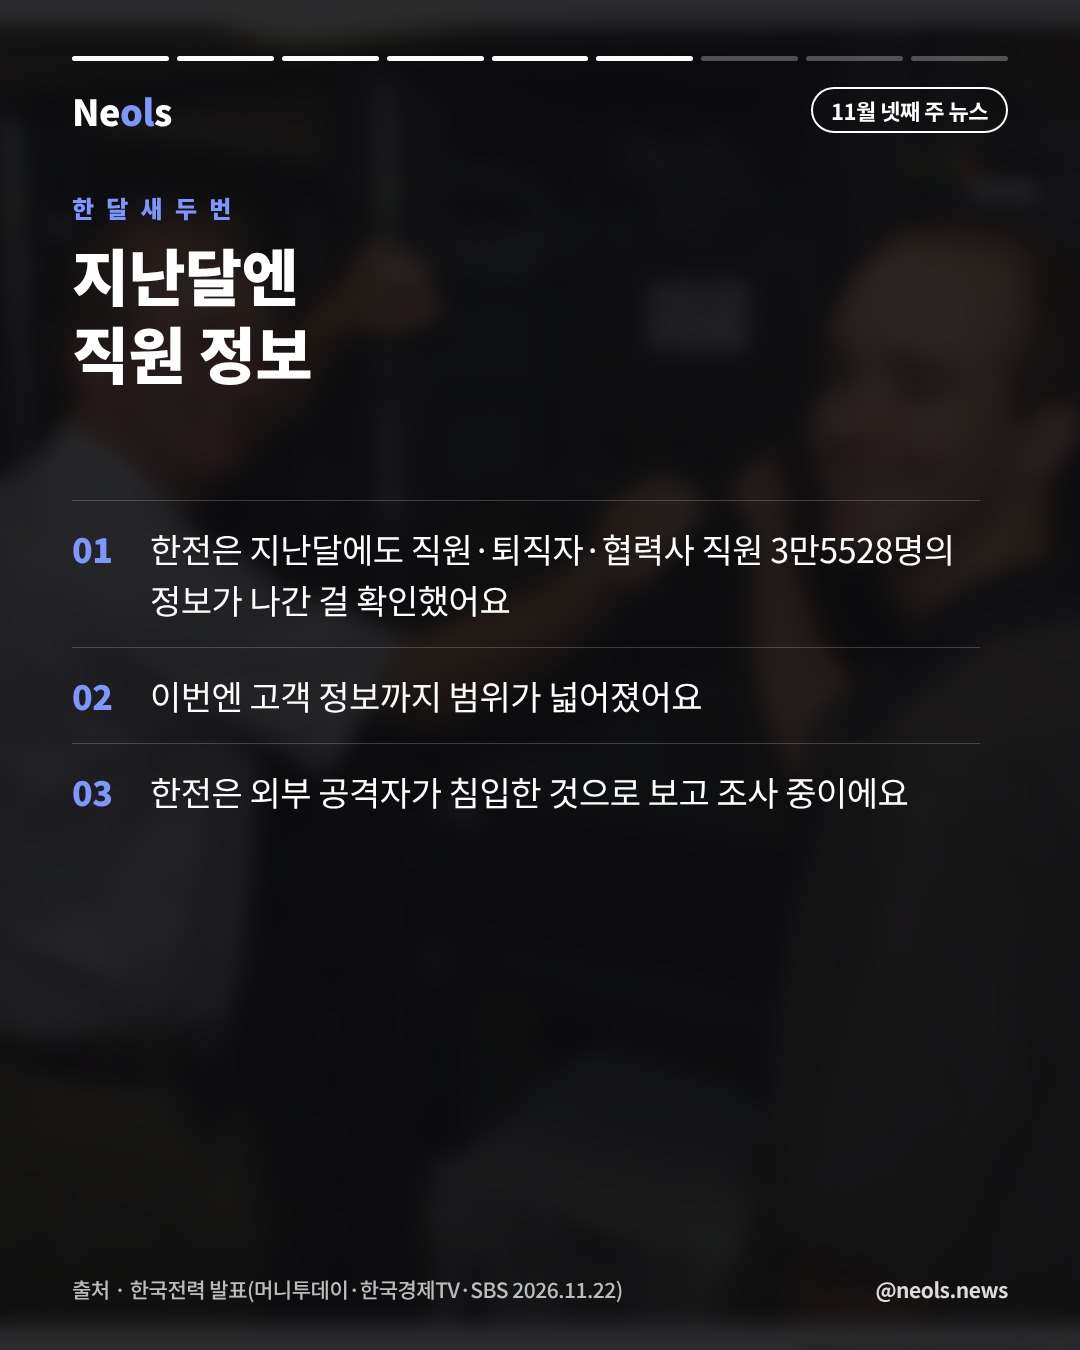 Neols
11월 넷째 주 뉴스
한 달 새 두 번
지난달엔
직원 정보
01 한전은 지난달에도 직원·퇴직자·협력사 직원 3만5528명의
정보가 나간 걸 확인했어요
02 이번엔 고객 정보까지 범위가 넓어졌어요
03 한전은 외부 공격자가 침입한 것으로 보고 조사 중이에요
출처 · 한국전력 발표(머니투데이·한국경제TV·SBS 2026.11.22)
@neols.news